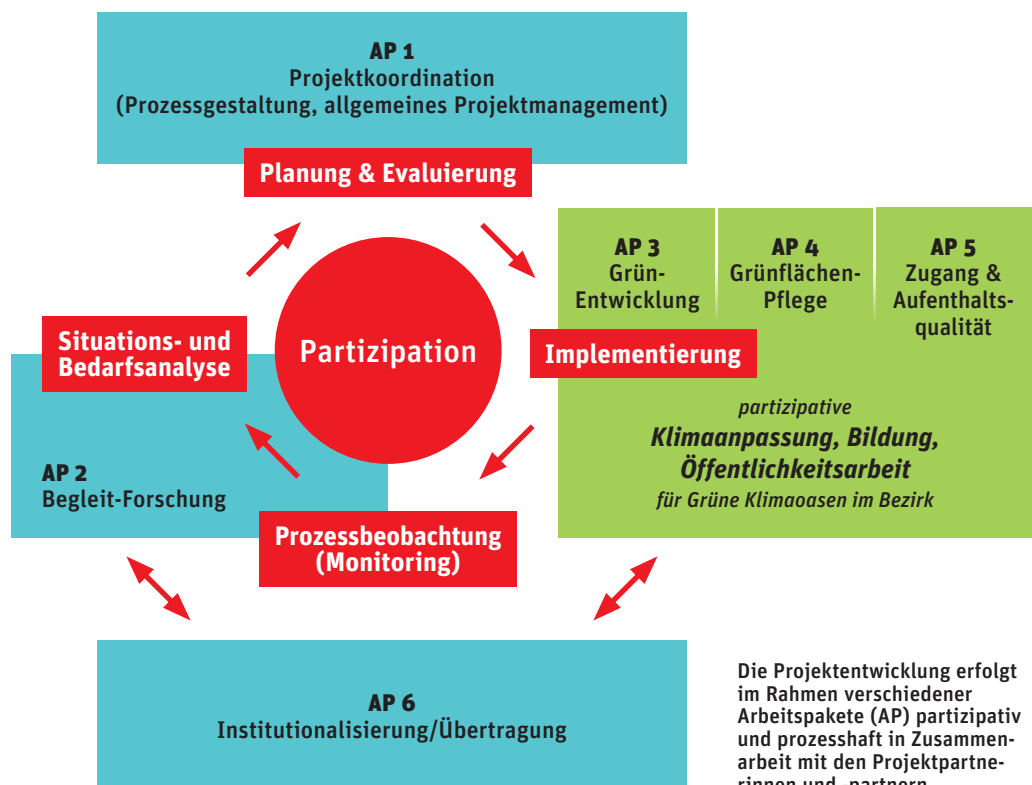 AP 1
Projektkoordination
(Prozessgestaltung, allgemeines Projektmanagement)
Planung & Evaluierung
AP 3
Grün-
Entwicklung
AP 4
Grünflächen-
Pflege
AP 5
Zugang &
Aufenthalts-
qualität
Situations- und
Bedarfsanalyse
Partizipation
Implementierung
partizipative
Klimaanpassung, Bildung,
Öffentlichkeitsarbeit
für Grüne Klimaoasen im Bezirk
AP 2
Begleit-Forschung
Prozessbeobachtung
(Monitoring)
AP 6
Institutionalisierung/Übertragung
Die Projektentwicklung erfolgt
im Rahmen verschiedener
Arbeitspakete (AP) partizipativ
und prozesshaft in Zusammen-
arbeit mit den Projektpartne-
rinnen und -partnern